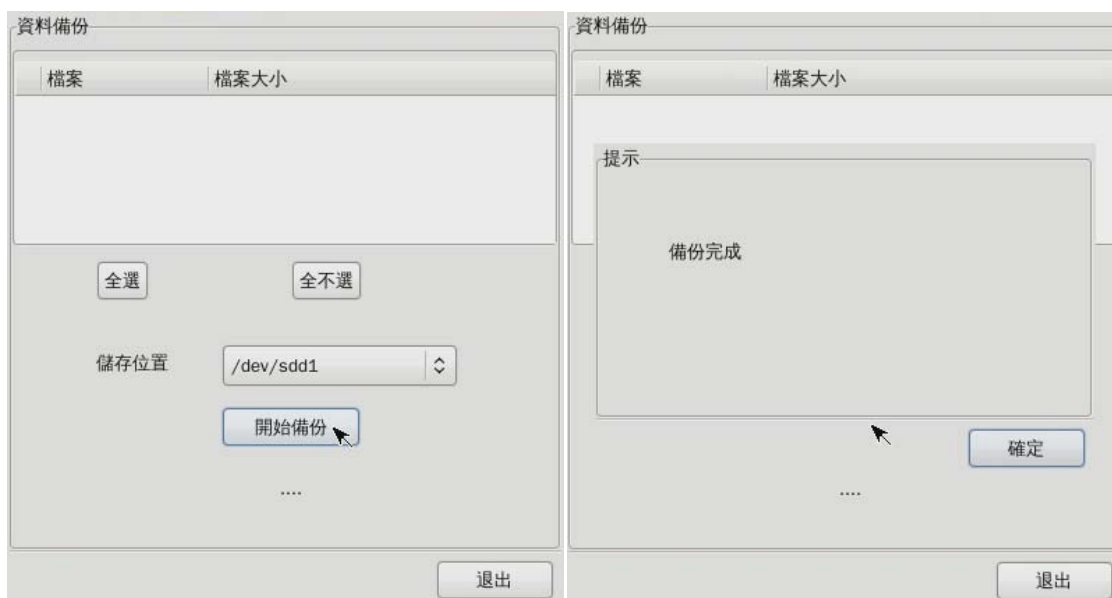 資料備份
檔案 檔案大小
全選 全不選
儲存位置 /dev/sdd1
開始備份
....
退出
資料備份
檔案 檔案大小
提示
備份完成
確定
....
退出